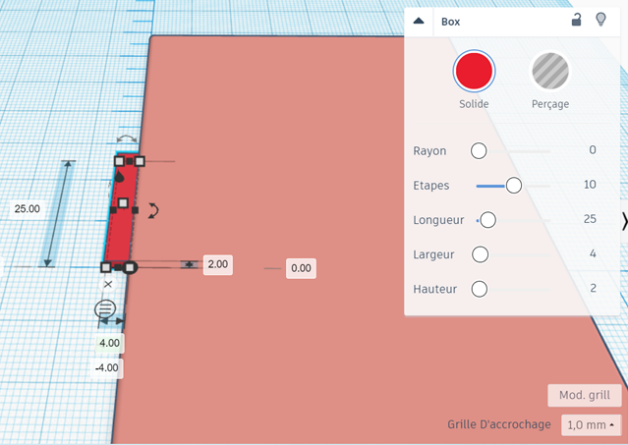 Box
Solide
Perçage
Rayon 0
Etapes 10
Longueur 25
Largeur 4
Hauteur 2
25.00
2.00
0.00
4.00
-4.00
Mod. grill
Grille D'accrochage 1,0 mm